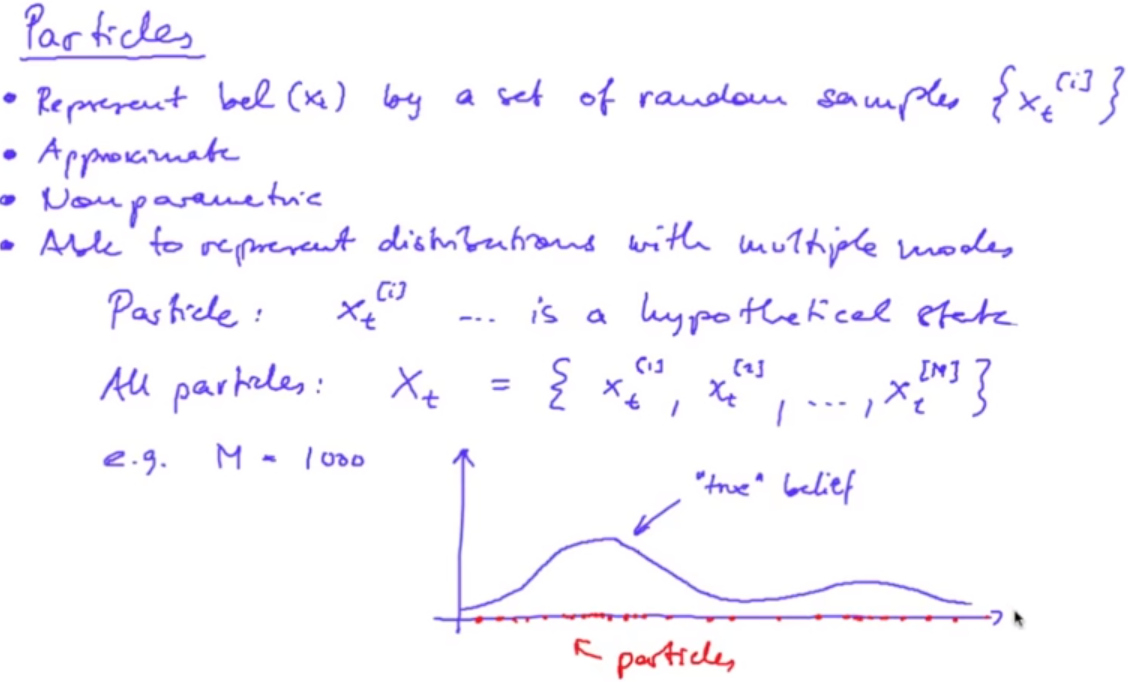 Particles
• Represent bel(x_t) by a set of random samples {x_t^[i]}
• Approximate
• Nonparametric
• Able to represent distributions with multiple modes
Particle: x_t^[i] ... is a hypothetical state
All particles: X_t = { x_t^[1], x_t^[2], ..., x_t^[M] }
e.g. M = 1000
"true" belief
particles